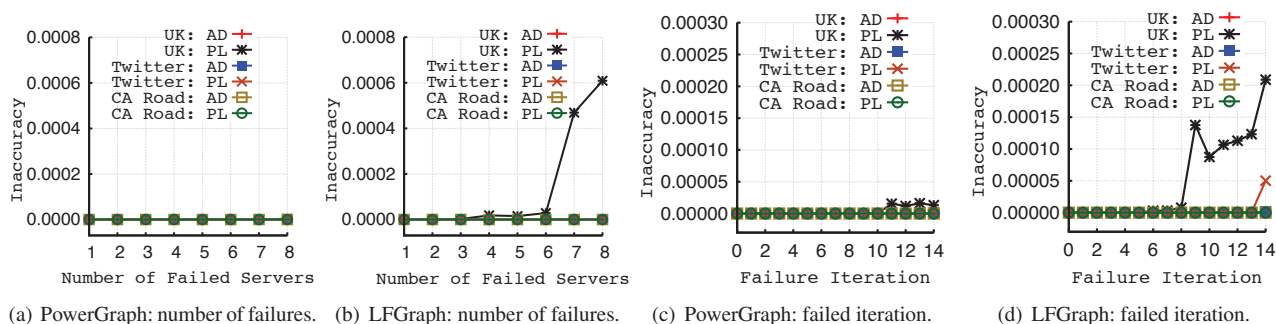 0.0008
0.0006
0.0004
0.0002
0.0000
Inaccuracy
UK: AD
UK: PL
Twitter: AD
Twitter: PL
CA Road: AD
CA Road: PL
1 2 3 4 5 6 7 8
Number of Failed Servers
(a) PowerGraph: number of failures.
0.0008
0.0006
0.0004
0.0002
0.0000
Inaccuracy
UK: AD
UK: PL
Twitter: AD
Twitter: PL
CA Road: AD
CA Road: PL
1 2 3 4 5 6 7 8
Number of Failed Servers
(b) LFGraph: number of failures.
0.00030
0.00025
0.00020
0.00015
0.00010
0.00005
0.00000
Inaccuracy
UK: AD
UK: PL
Twitter: AD
Twitter: PL
CA Road: AD
CA Road: PL
0 2 4 6 8 10 12 14
Failure Iteration
(c) PowerGraph: failed iteration.
0.00030
0.00025
0.00020
0.00015
0.00010
0.00005
0.00000
Inaccuracy
UK: AD
UK: PL
Twitter: AD
Twitter: PL
CA Road: AD
CA Road: PL
0 2 4 6 8 10 12 14
Failure Iteration
(d) LFGraph: failed iteration.